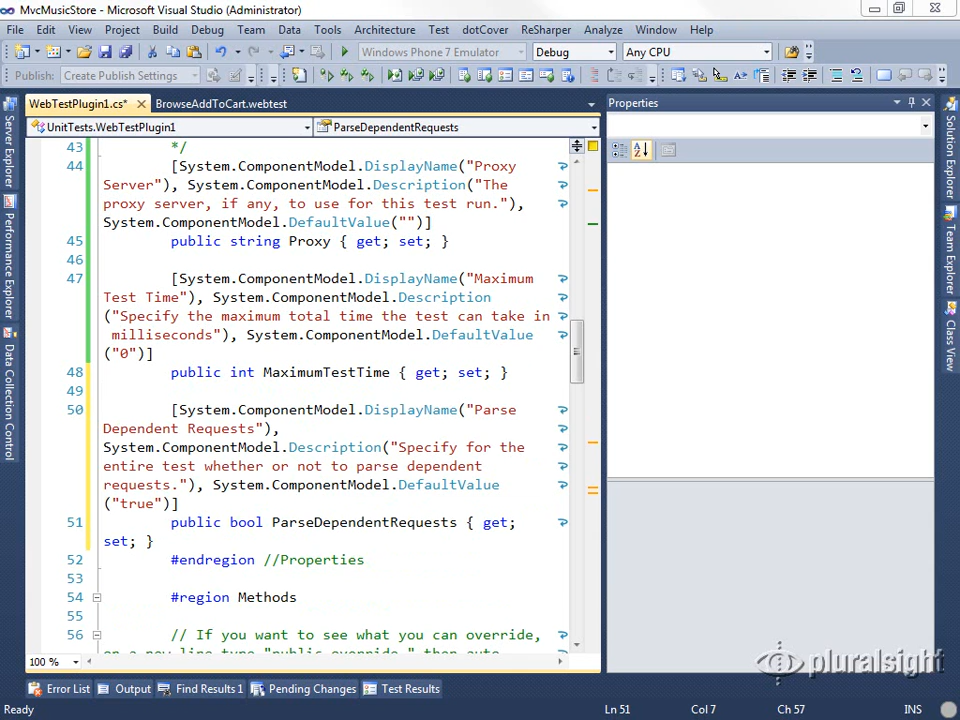 MvcMusicStore - Microsoft Visual Studio (Administrator)
File Edit View Project Build Debug Team Data Tools Architecture Test dotCover ReSharper Analyze Window Help
Windows Phone 7 Emulator Debug Any CPU
Publish: Create Publish Settings
WebTestPlugin1.cs* BrowseAddToCart.webtest Properties
UnitTests.WebTestPlugin1 ParseDependentRequests
43 */
44 [System.ComponentModel.DisplayName("Proxy
Server"), System.ComponentModel.Description("The
proxy server, if any, to use for this test run."),
System.ComponentModel.DefaultValue("")]
45 public string Proxy { get; set; }
46
47 [System.ComponentModel.DisplayName("Maximum
Test Time"), System.ComponentModel.Description
("Specify the maximum total time the test can take in
milliseconds"), System.ComponentModel.DefaultValue
("0")]
48 public int MaximumTestTime { get; set; }
49
50 [System.ComponentModel.DisplayName("Parse
Dependent Requests"),
System.ComponentModel.Description("Specify for the
entire test whether or not to parse dependent
requests."), System.ComponentModel.DefaultValue
("true")]
51 public bool ParseDependentRequests { get;
set; }
52 #endregion //Properties
53
54 #region Methods
55
56 // If you want to see what you can override,
on a new line type "public override " then auto
100 %
Server Explorer
Performance Explorer
Data Collection Control
Solution Explorer
Team Explorer
Class View
pluralsight
Error List Output Find Results 1 Pending Changes Test Results
Ready Ln 51 Col 7 Ch 57 INS